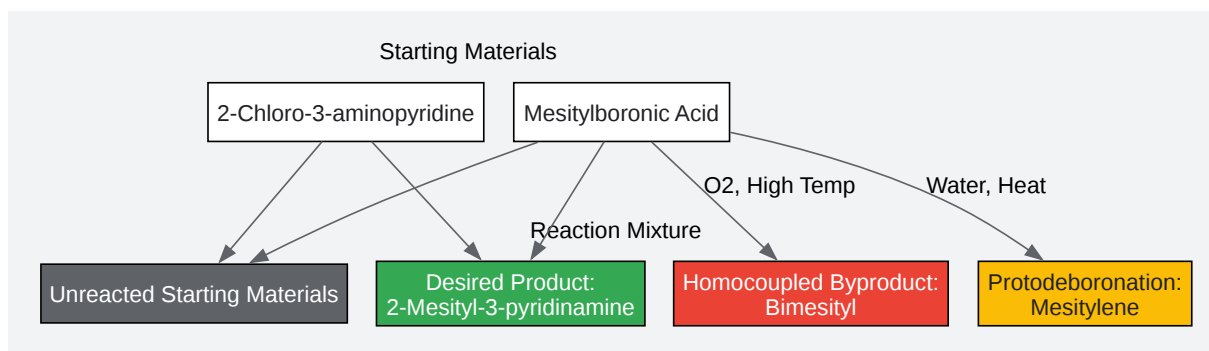 Starting Materials
2-Chloro-3-aminopyridine
Mesitylboronic Acid
O2, High Temp
Water, Heat
Reaction Mixture
Unreacted Starting Materials
Desired Product:
2-Mesityl-3-pyridinamine
Homocoupled Byproduct:
Bimesityl
Protodeboronation:
Mesitylene